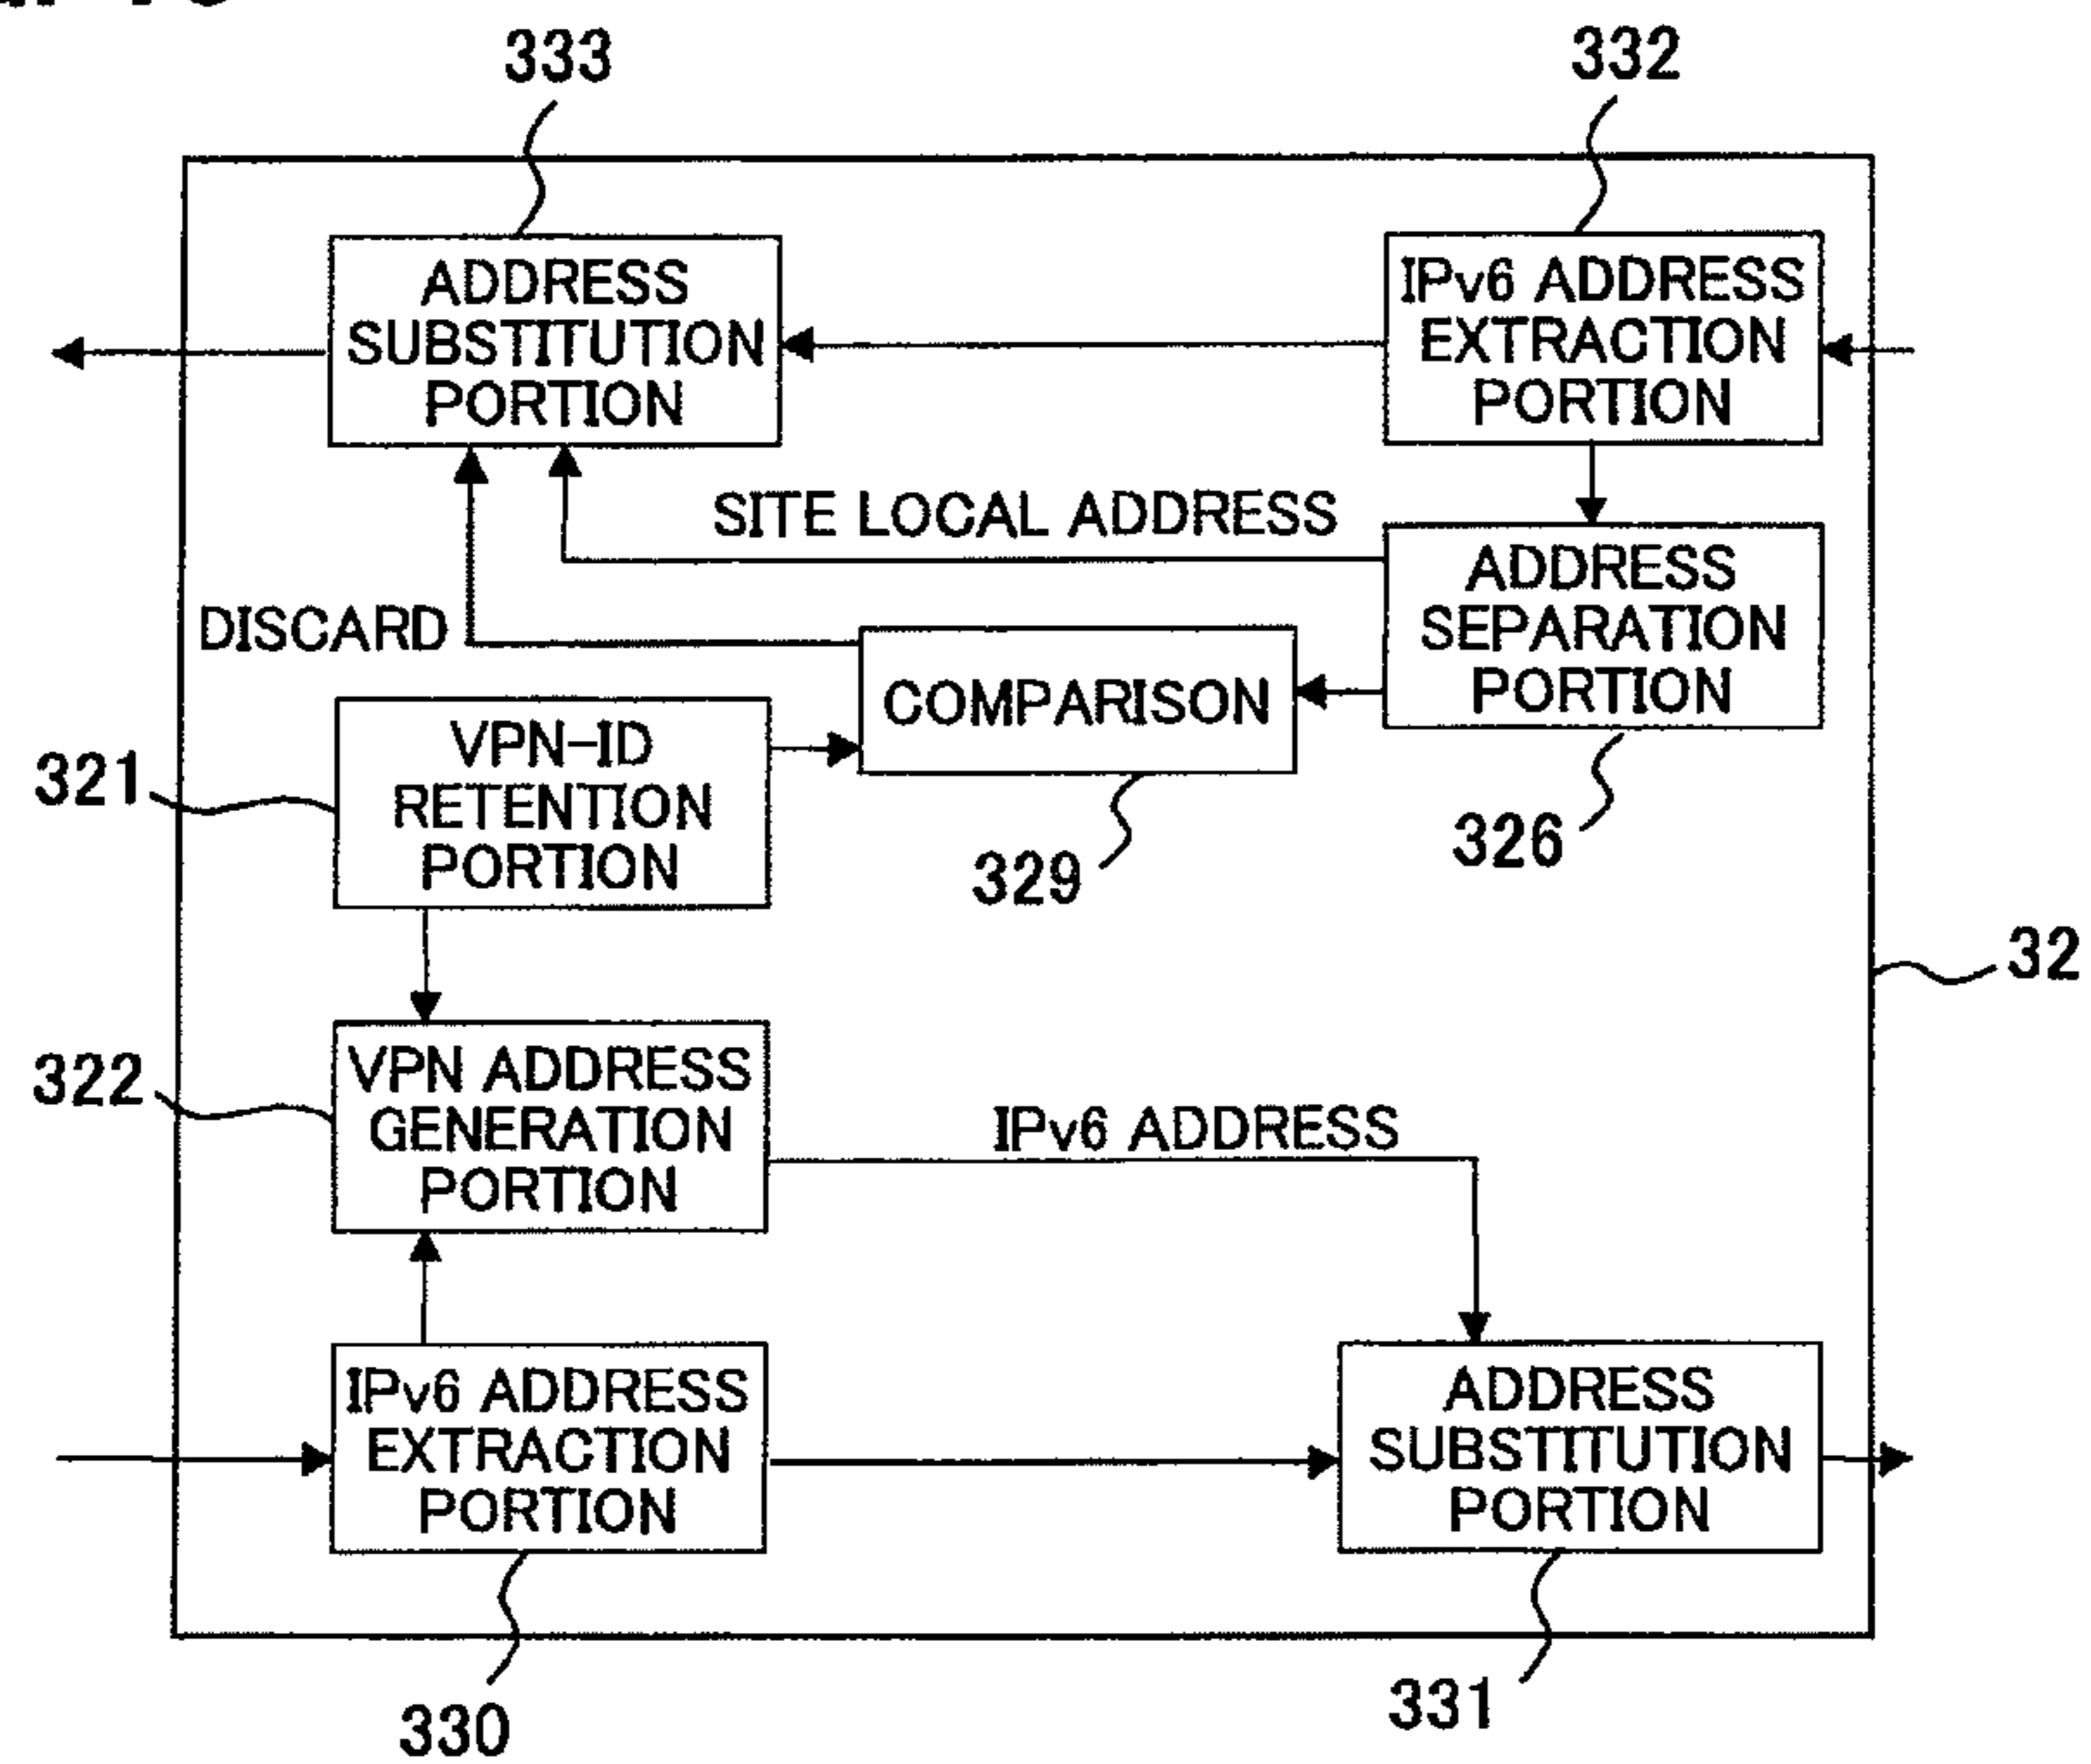 333
332
ADDRESS
SUBSTITUTION
PORTION
IPv6 ADDRESS
EXTRACTION
PORTION
SITE LOCAL ADDRESS
ADDRESS
SEPARATION
PORTION
DISCARD
COMPARISON
VPN-ID
RETENTION
PORTION
321
326
329
32
VPN ADDRESS
GENERATION
PORTION
322
IPv6 ADDRESS
IPv6 ADDRESS
EXTRACTION
PORTION
ADDRESS
SUBSTITUTION
PORTION
330
331